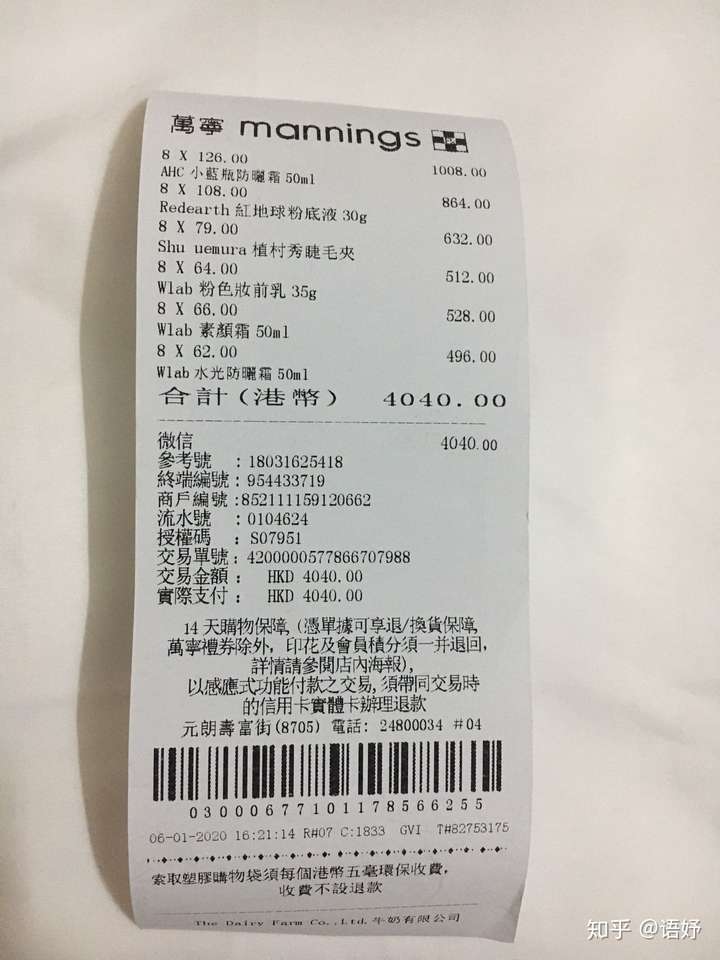 萬寧 mannings
8 X 126.00
AHC 小藍瓶防曬霜 50ml 1008.00
8 X 108.00
Redearth 紅地球粉底液 30g 864.00
8 X 79.00
Shu uemura 植村秀睫毛夾 632.00
8 X 64.00
Wlab 粉色妝前乳 35g 512.00
8 X 66.00
Wlab 素顏霜 50ml 528.00
8 X 62.00
Wlab 水光防曬霜 50ml 496.00
合計(港幣) 4040.00
微信 4040.00
參考號 : 18031625418
終端編號 : 954433719
商戶編號 :852111159120662
流水號 : 0104624
授權碼 : S07951
交易單號 : 4200000577866707988
交易金額 : HKD 4040.00
實際支付 : HKD 4040.00
14 天購物保障, (憑單據可享退/換貨保障,
萬寧禮券除外, 印花及會員積分須一并退回,
詳情請參閱店內海報),
以感應式功能付款之交易, 須帶同交易時
的信用卡實體卡辦理退款
元朗壽富街(8705) 電話: 24800034 #04
03000677101178566255
06-01-2020 16:21:14 R#07 C:1833 GVI T#82753175
索取塑膠購物袋須每個港幣五毫環保收費,
收費不設退款
The Dairy Farm Co.,Ltd.牛奶有限公司
知乎 @语妤